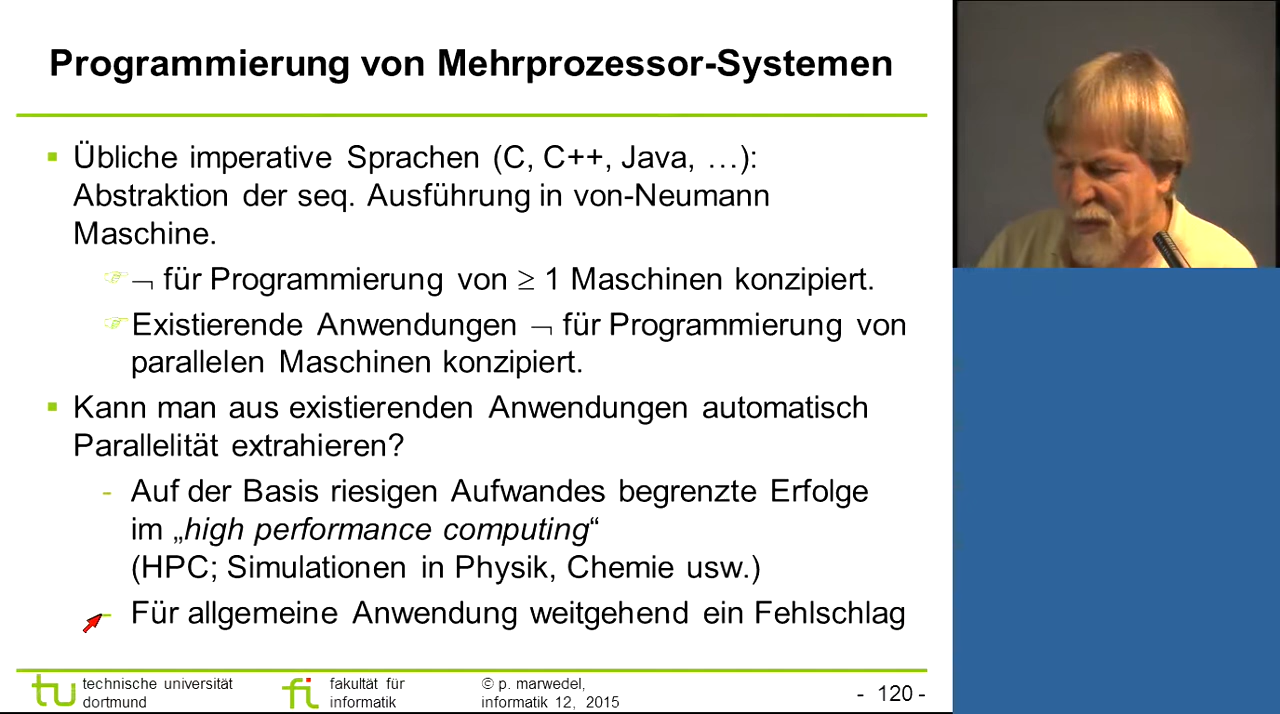 Programmierung von Mehrprozessor-Systemen
Übliche imperative Sprachen (C, C++, Java, …):
Abstraktion der seq. Ausführung in von-Neumann
Maschine.
¬ für Programmierung von ≥ 1 Maschinen konzipiert.
Existierende Anwendungen ¬ für Programmierung von
parallelen Maschinen konzipiert.
Kann man aus existierenden Anwendungen automatisch
Parallelität extrahieren?
- Auf der Basis riesigen Aufwandes begrenzte Erfolge
im „high performance computing“
(HPC; Simulationen in Physik, Chemie usw.)
- Für allgemeine Anwendung weitgehend ein Fehlschlag
tu technische universität
dortmund
fi fakultät für
informatik
© p. marwedel,
informatik 12, 2015
- 120 -